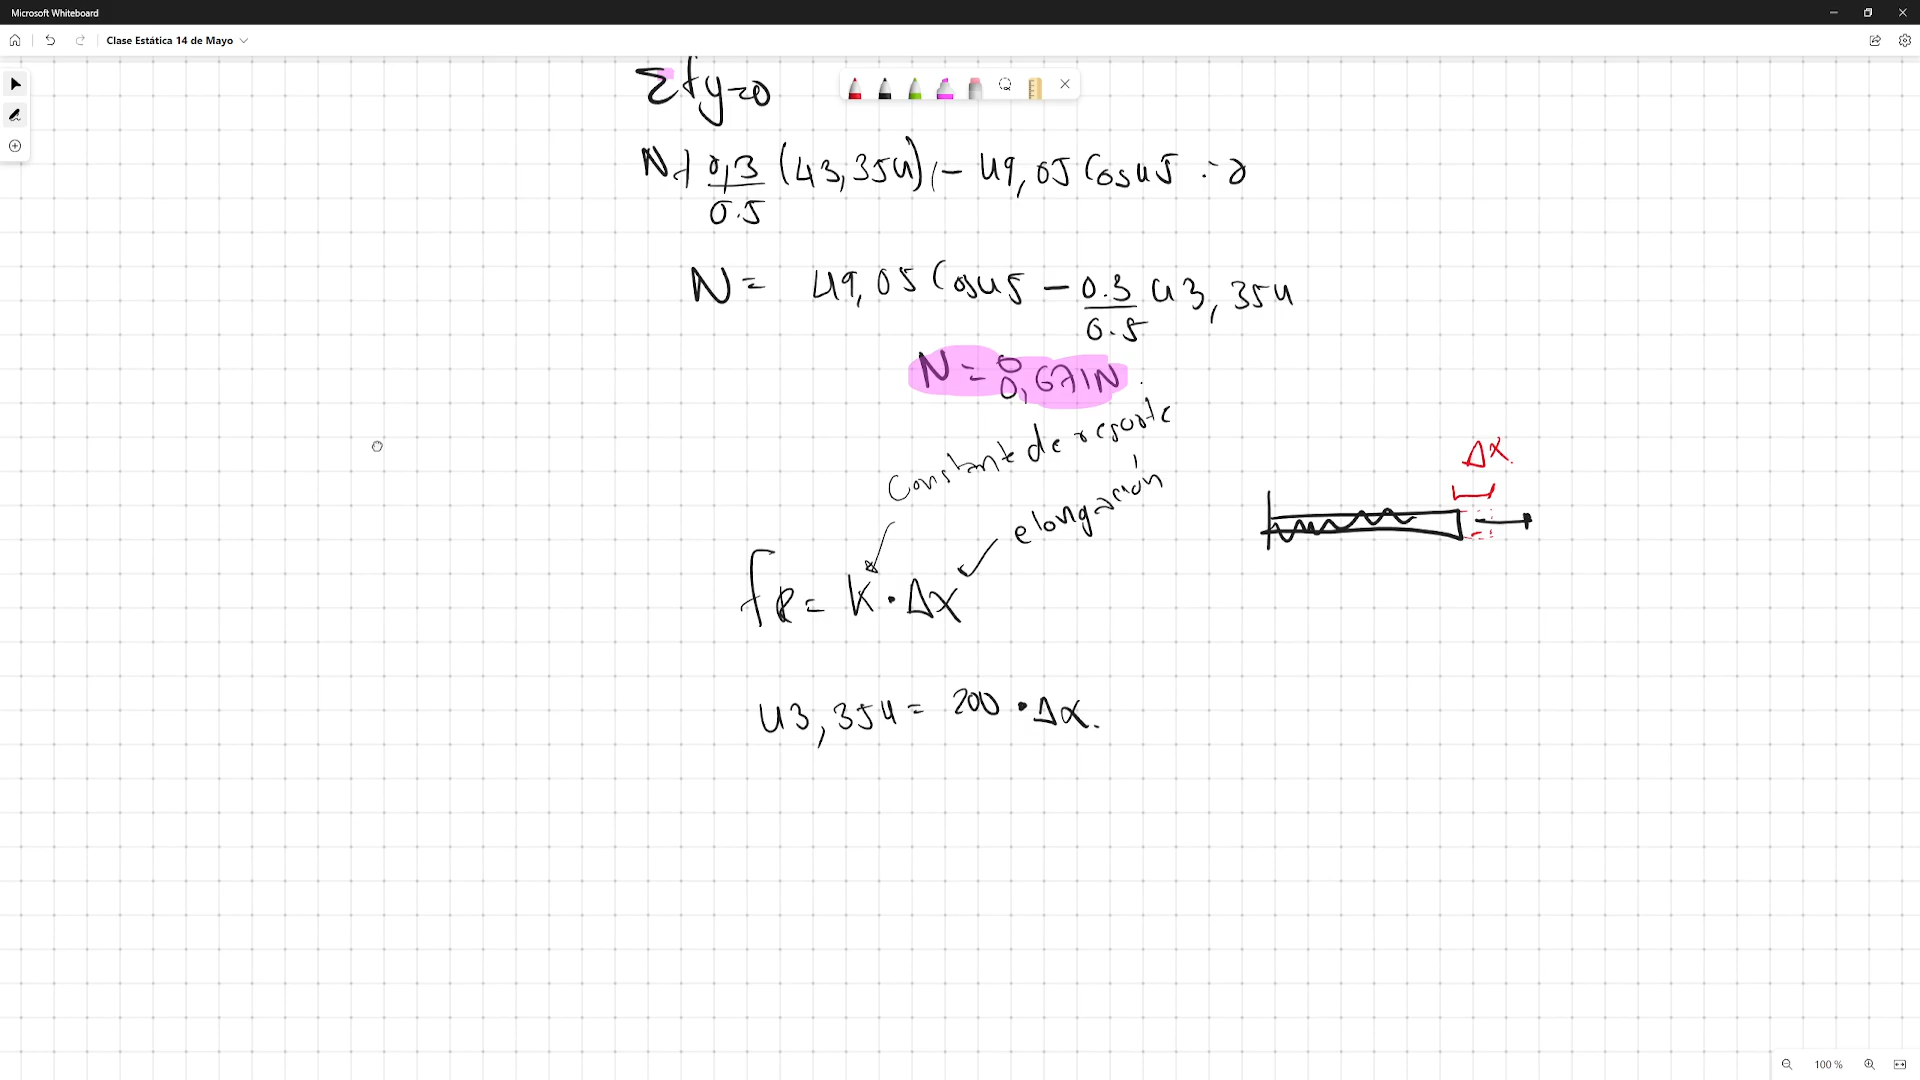 Microsoft Whiteboard
Clase Estática 14 de Mayo
Σfy=0
N + 0,3/0.5 (43,354) - 49,05 Cos45 = 0
N = 49,05 Cos45 - 0.3/0.5 43,354
N = 0,671N
Constante de resorte
elongación
Δx
fR = K · Δx
43,354 = 200 · Δx.
100 %